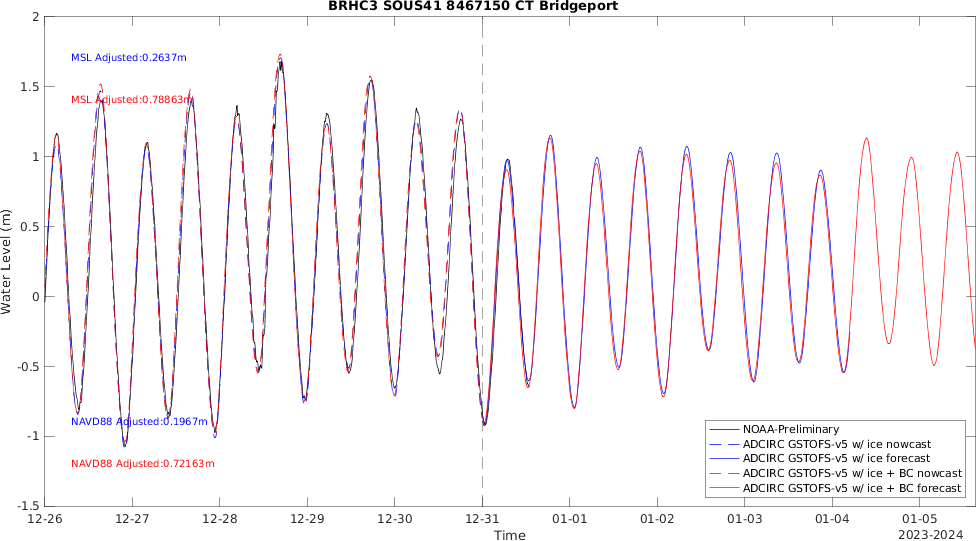 BRHC3 SOUS41 8467150 CT Bridgeport
2
1.5
1
0.5
0
-0.5
-1
-1.5
Water Level (m)
MSL Adjusted:0.2637m
MSL Adjusted:0.78863m
NAVD88 Adjusted:0.1967m
NAVD88 Adjusted:0.72163m
NOAA-Preliminary
ADCIRC GSTOFS-v5 w/ ice nowcast
ADCIRC GSTOFS-v5 w/ ice forecast
ADCIRC GSTOFS-v5 w/ ice + BC nowcast
ADCIRC GSTOFS-v5 w/ ice + BC forecast
12-26 12-27 12-28 12-29 12-30 12-31 01-01 01-02 01-03 01-04 01-05
Time
2023-2024